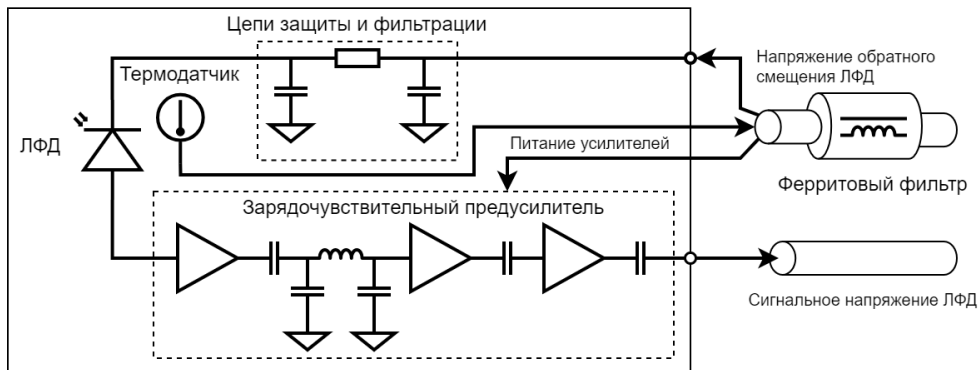 Цепи защиты и фильтрации
Напряжение обратного
смещения ЛФД
Термодатчик
ЛФД
Питание усилителей
Ферритовый фильтр
Зарядочувствительный предусилитель
Сигнальное напряжение ЛФД